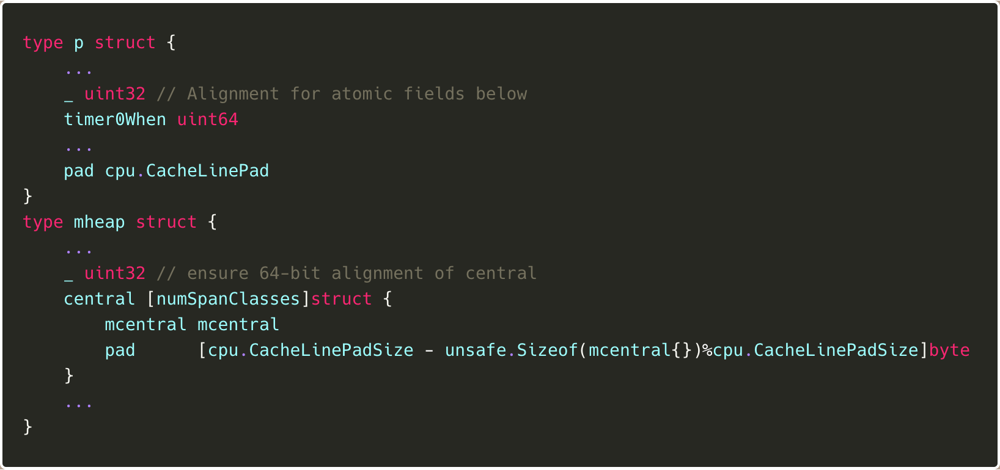 type p struct {
    ...
    _ uint32 // Alignment for atomic fields below
    timer0When uint64
    ...
    pad cpu.CacheLinePad
}
type mheap struct {
    ...
    _ uint32 // ensure 64-bit alignment of central
    central [numSpanClasses]struct {
        mcentral mcentral
        pad      [cpu.CacheLinePadSize - unsafe.Sizeof(mcentral{})%cpu.CacheLinePadSize]byte
    }
    ...
}